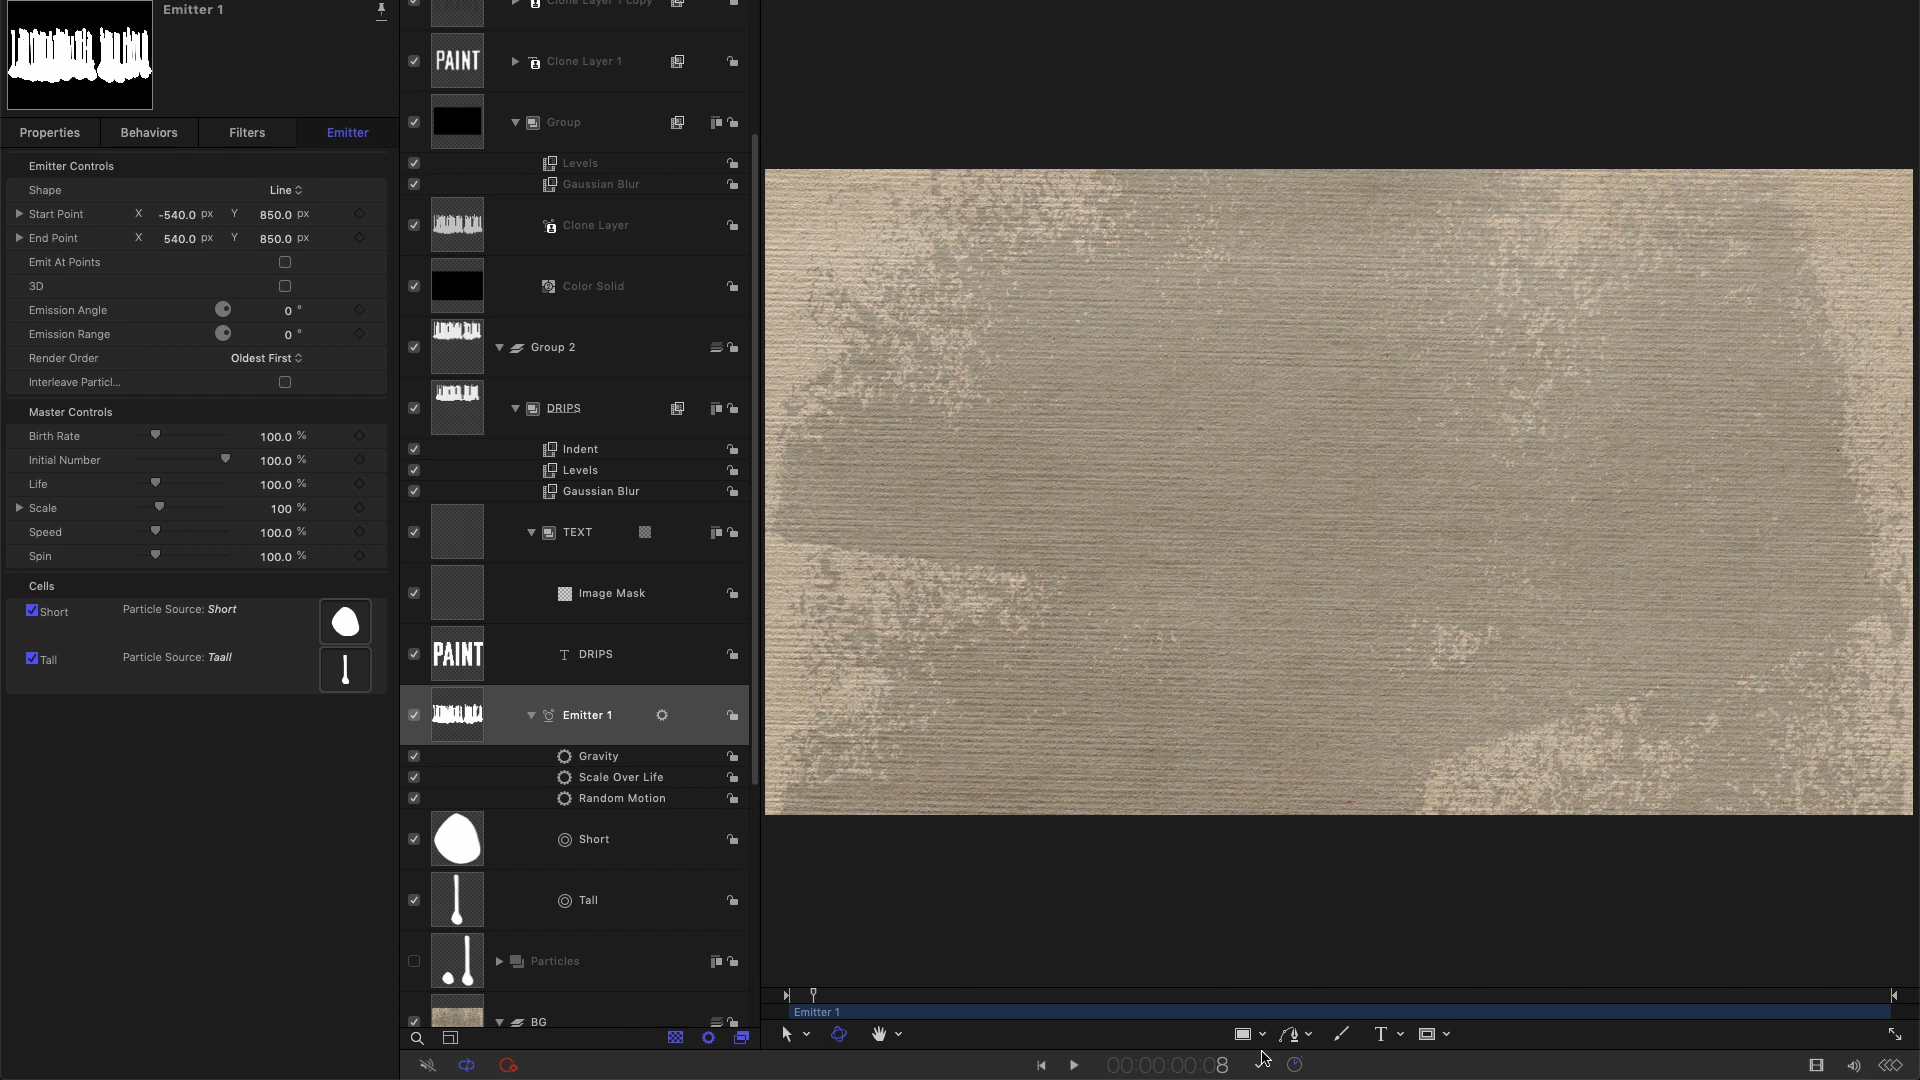 Emitter 1
Properties
Behaviors
Filters
Emitter
Emitter Controls
Shape Line
Start Point X -540.0 px Y 850.0 px
End Point X 540.0 px Y 850.0 px
Emit At Points
3D
Emission Angle 0 °
Emission Range 0 °
Render Order Oldest First
Interleave Particl...
Master Controls
Birth Rate 100.0 %
Initial Number 100.0 %
Life 100.0 %
Scale 100 %
Speed 100.0 %
Spin 100.0 %
Cells
Short Particle Source: Short
Tall Particle Source: Taall
Clone Layer 1 copy
PAINT Clone Layer 1
Group
Levels
Gaussian Blur
Clone Layer
Color Solid
Group 2
DRIPS
Indent
Levels
Gaussian Blur
TEXT
Image Mask
PAINT T DRIPS
Emitter 1
Gravity
Scale Over Life
Random Motion
Short
Tall
Particles
BG
Emitter 1
T
00:00:00:08